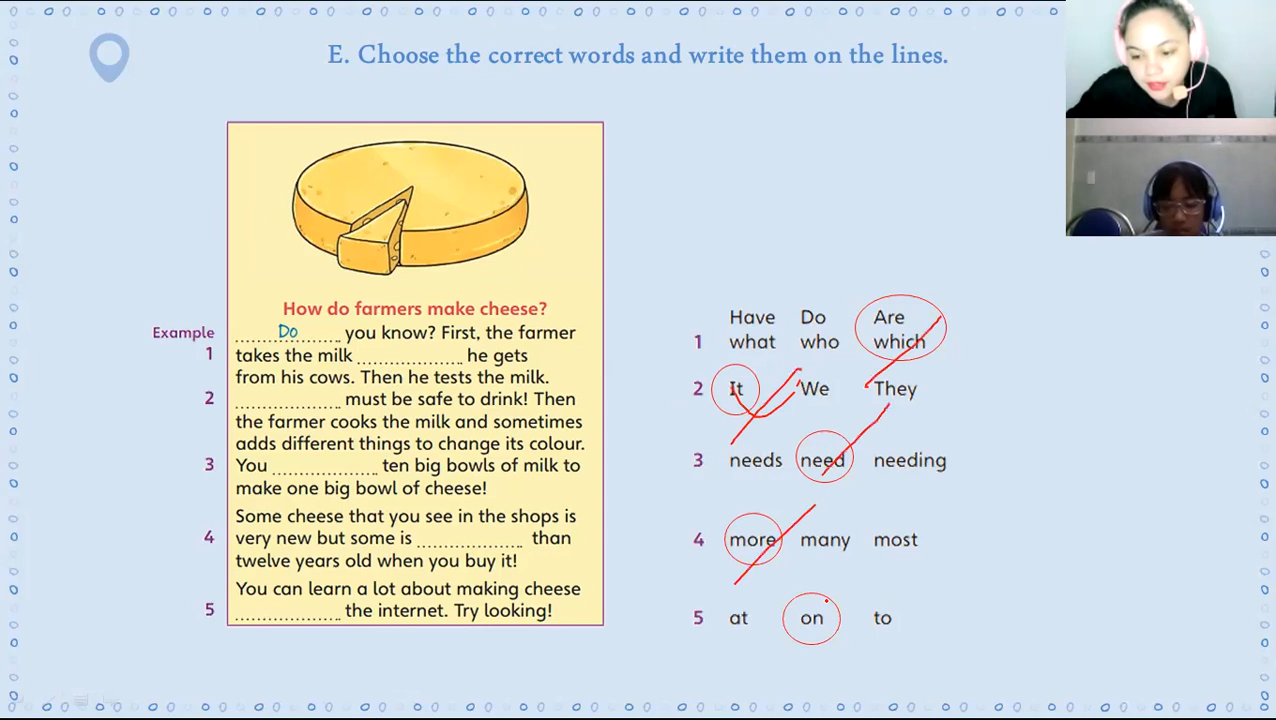 E. Choose the correct words and write them on the lines.
How do farmers make cheese?
Example Do you know? First, the farmer
1 takes the milk .................... he gets
from his cows. Then he tests the milk.
2 .................... must be safe to drink! Then
the farmer cooks the milk and sometimes
adds different things to change its colour.
3 You .................... ten big bowls of milk to
make one big bowl of cheese!
Some cheese that you see in the shops is
4 very new but some is .................... than
twelve years old when you buy it!
You can learn a lot about making cheese
5 .................... the internet. Try looking!
Have Do Are
1 what who which
2 It We They
3 needs need needing
4 more many most
5 at on to